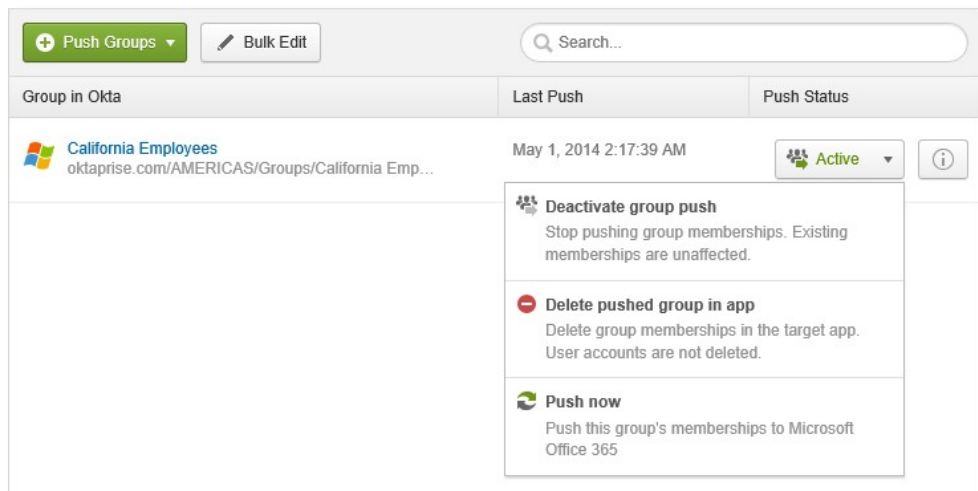 Push Groups
Bulk Edit
Search...
Group in Okta
Last Push
Push Status
California Employees
oktaprise.com/AMERICAS/Groups/California Emp...
May 1, 2014 2:17:39 AM
Active
Deactivate group push
Stop pushing group memberships. Existing
memberships are unaffected.
Delete pushed group in app
Delete group memberships in the target app.
User accounts are not deleted.
Push now
Push this group's memberships to Microsoft
Office 365